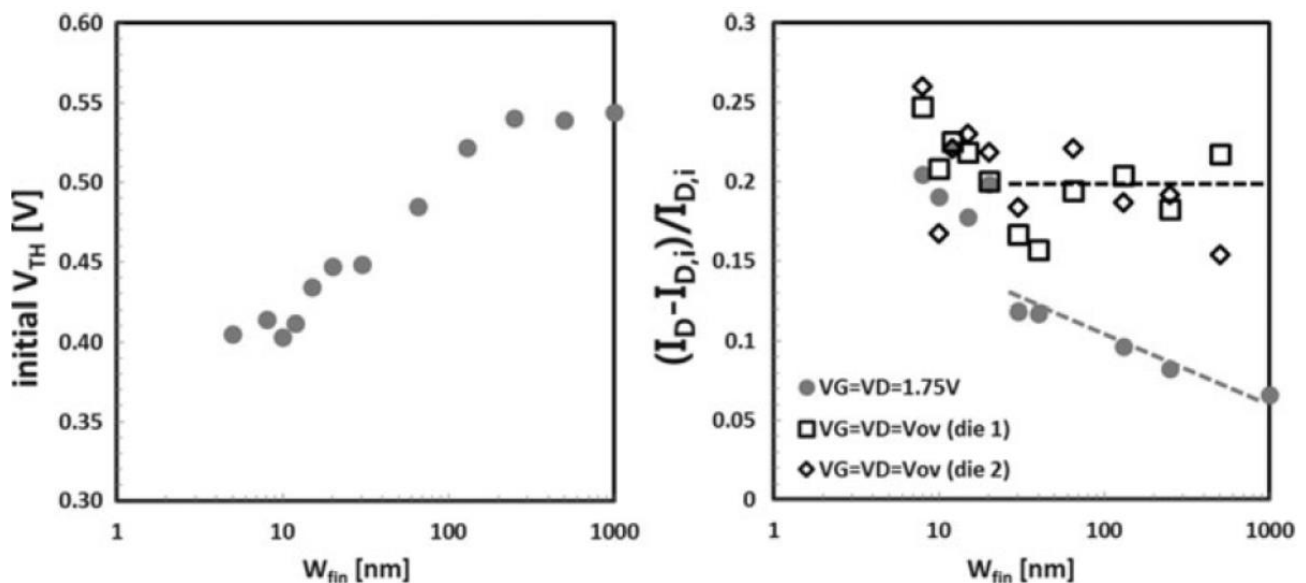 initial V_TH [V]
0.60
0.55
0.50
0.45
0.40
0.35
0.30
1 10 100 1000
W_fin [nm]
(I_D-I_D,i)/I_D,i
0.3
0.25
0.2
0.15
0.1
0.05
0
VG=VD=1.75V
VG=VD=Vov (die 1)
VG=VD=Vov (die 2)
1 10 100 1000
W_fin [nm]